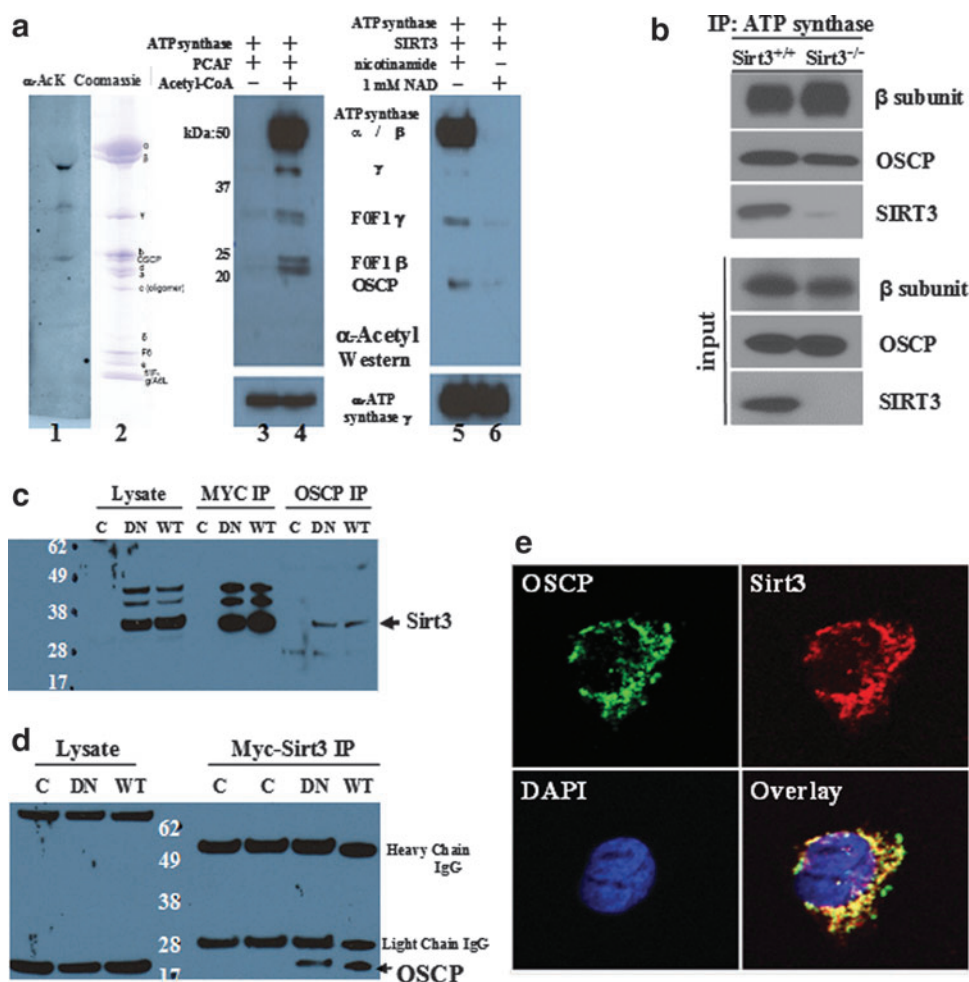 a
ATP synthase + +
PCAF + +
Acetyl-CoA - +
α-AcK Coomassie
α
β
γ
b
OSCP
d
a
c (oligomer)
δ
F6
e
1 2
kDa:50
37
25
20
3 4
ATP synthase + +
SIRT3 + +
nicotinamide + -
1 mM NAD - +
ATP synthase
α / β
γ
F0F1 γ
F0F1 β
OSCP
α-Acetyl
Western
α-ATP
synthase γ
5 6
b
IP: ATP synthase
Sirt3+/+ Sirt3-/-
β subunit
OSCP
SIRT3
input
β subunit
OSCP
SIRT3
c
Lysate MYC IP OSCP IP
C DN WT C DN WT C DN WT
62
49
38
28
17
Sirt3
d
Lysate Myc-Sirt3 IP
C DN WT C C DN WT
62
49
38
28
17
Heavy Chain
IgG
Light Chain IgG
OSCP
e
OSCP Sirt3
DAPI Overlay